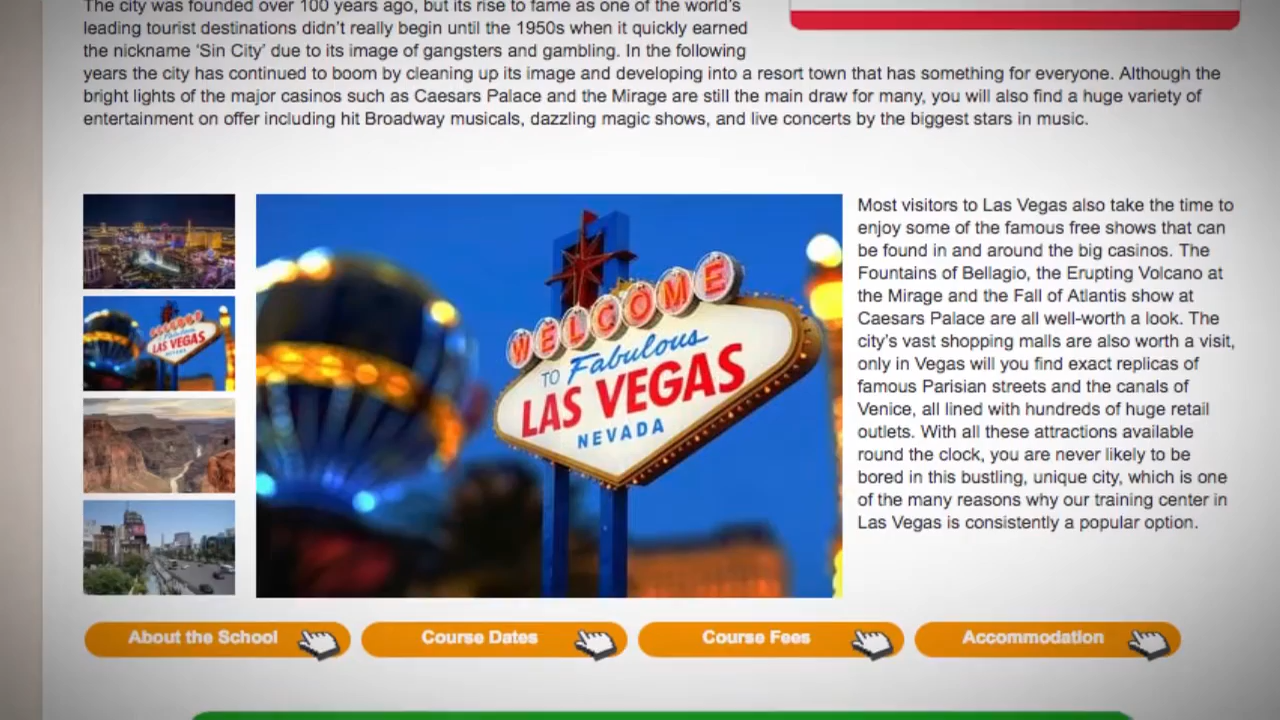 The city was founded over 100 years ago, but its rise to fame as one of the world's
leading tourist destinations didn't really begin until the 1950s when it quickly earned
the nickname 'Sin City' due to its image of gangsters and gambling. In the following
years the city has continued to boom by cleaning up its image and developing into a resort town that has something for everyone. Although the
bright lights of the major casinos such as Caesars Palace and the Mirage are still the main draw for many, you will also find a huge variety of
entertainment on offer including hit Broadway musicals, dazzling magic shows, and live concerts by the biggest stars in music.
WELCOME
TO Fabulous
LAS VEGAS
NEVADA
WELCOME
LAS VEGAS
Most visitors to Las Vegas also take the time to
enjoy some of the famous free shows that can
be found in and around the big casinos. The
Fountains of Bellagio, the Erupting Volcano at
the Mirage and the Fall of Atlantis show at
Caesars Palace are all well-worth a look. The
city's vast shopping malls are also worth a visit,
only in Vegas will you find exact replicas of
famous Parisian streets and the canals of
Venice, all lined with hundreds of huge retail
outlets. With all these attractions available
round the clock, you are never likely to be
bored in this bustling, unique city, which is one
of the many reasons why our training center in
Las Vegas is consistently a popular option.
About the School
Course Dates
Course Fees
Accommodation